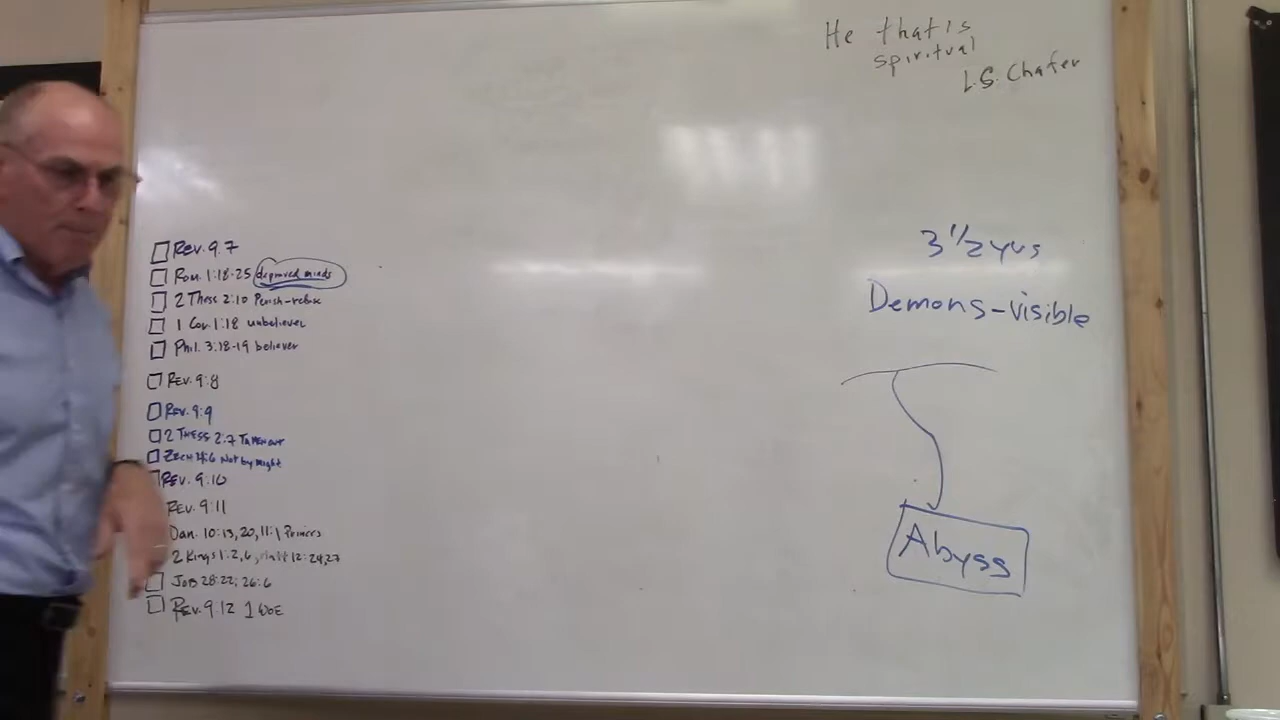 He that is
spiritual
L.S. Chafer
Rev. 9:7
Rom. 1:18-25 depraved minds
2 Thess 2:10 Perish-refuse
1 Cor. 1:18 unbeliever
Phil. 3:18-19 believer
Rev. 9:8
Rev. 9:9
2 Thess 2:7 Taken out
Zech 4:6 Not by might
Rev. 9:10
Rev. 9:11
Dan. 10:13, 20, 11:1 Princes
2 Kings 1:2,6, Matt 12:24,27
Job 28:22; 26:6
Rev. 9:12 1 Woe
3 1/2 yrs
Demons-visible
Abyss